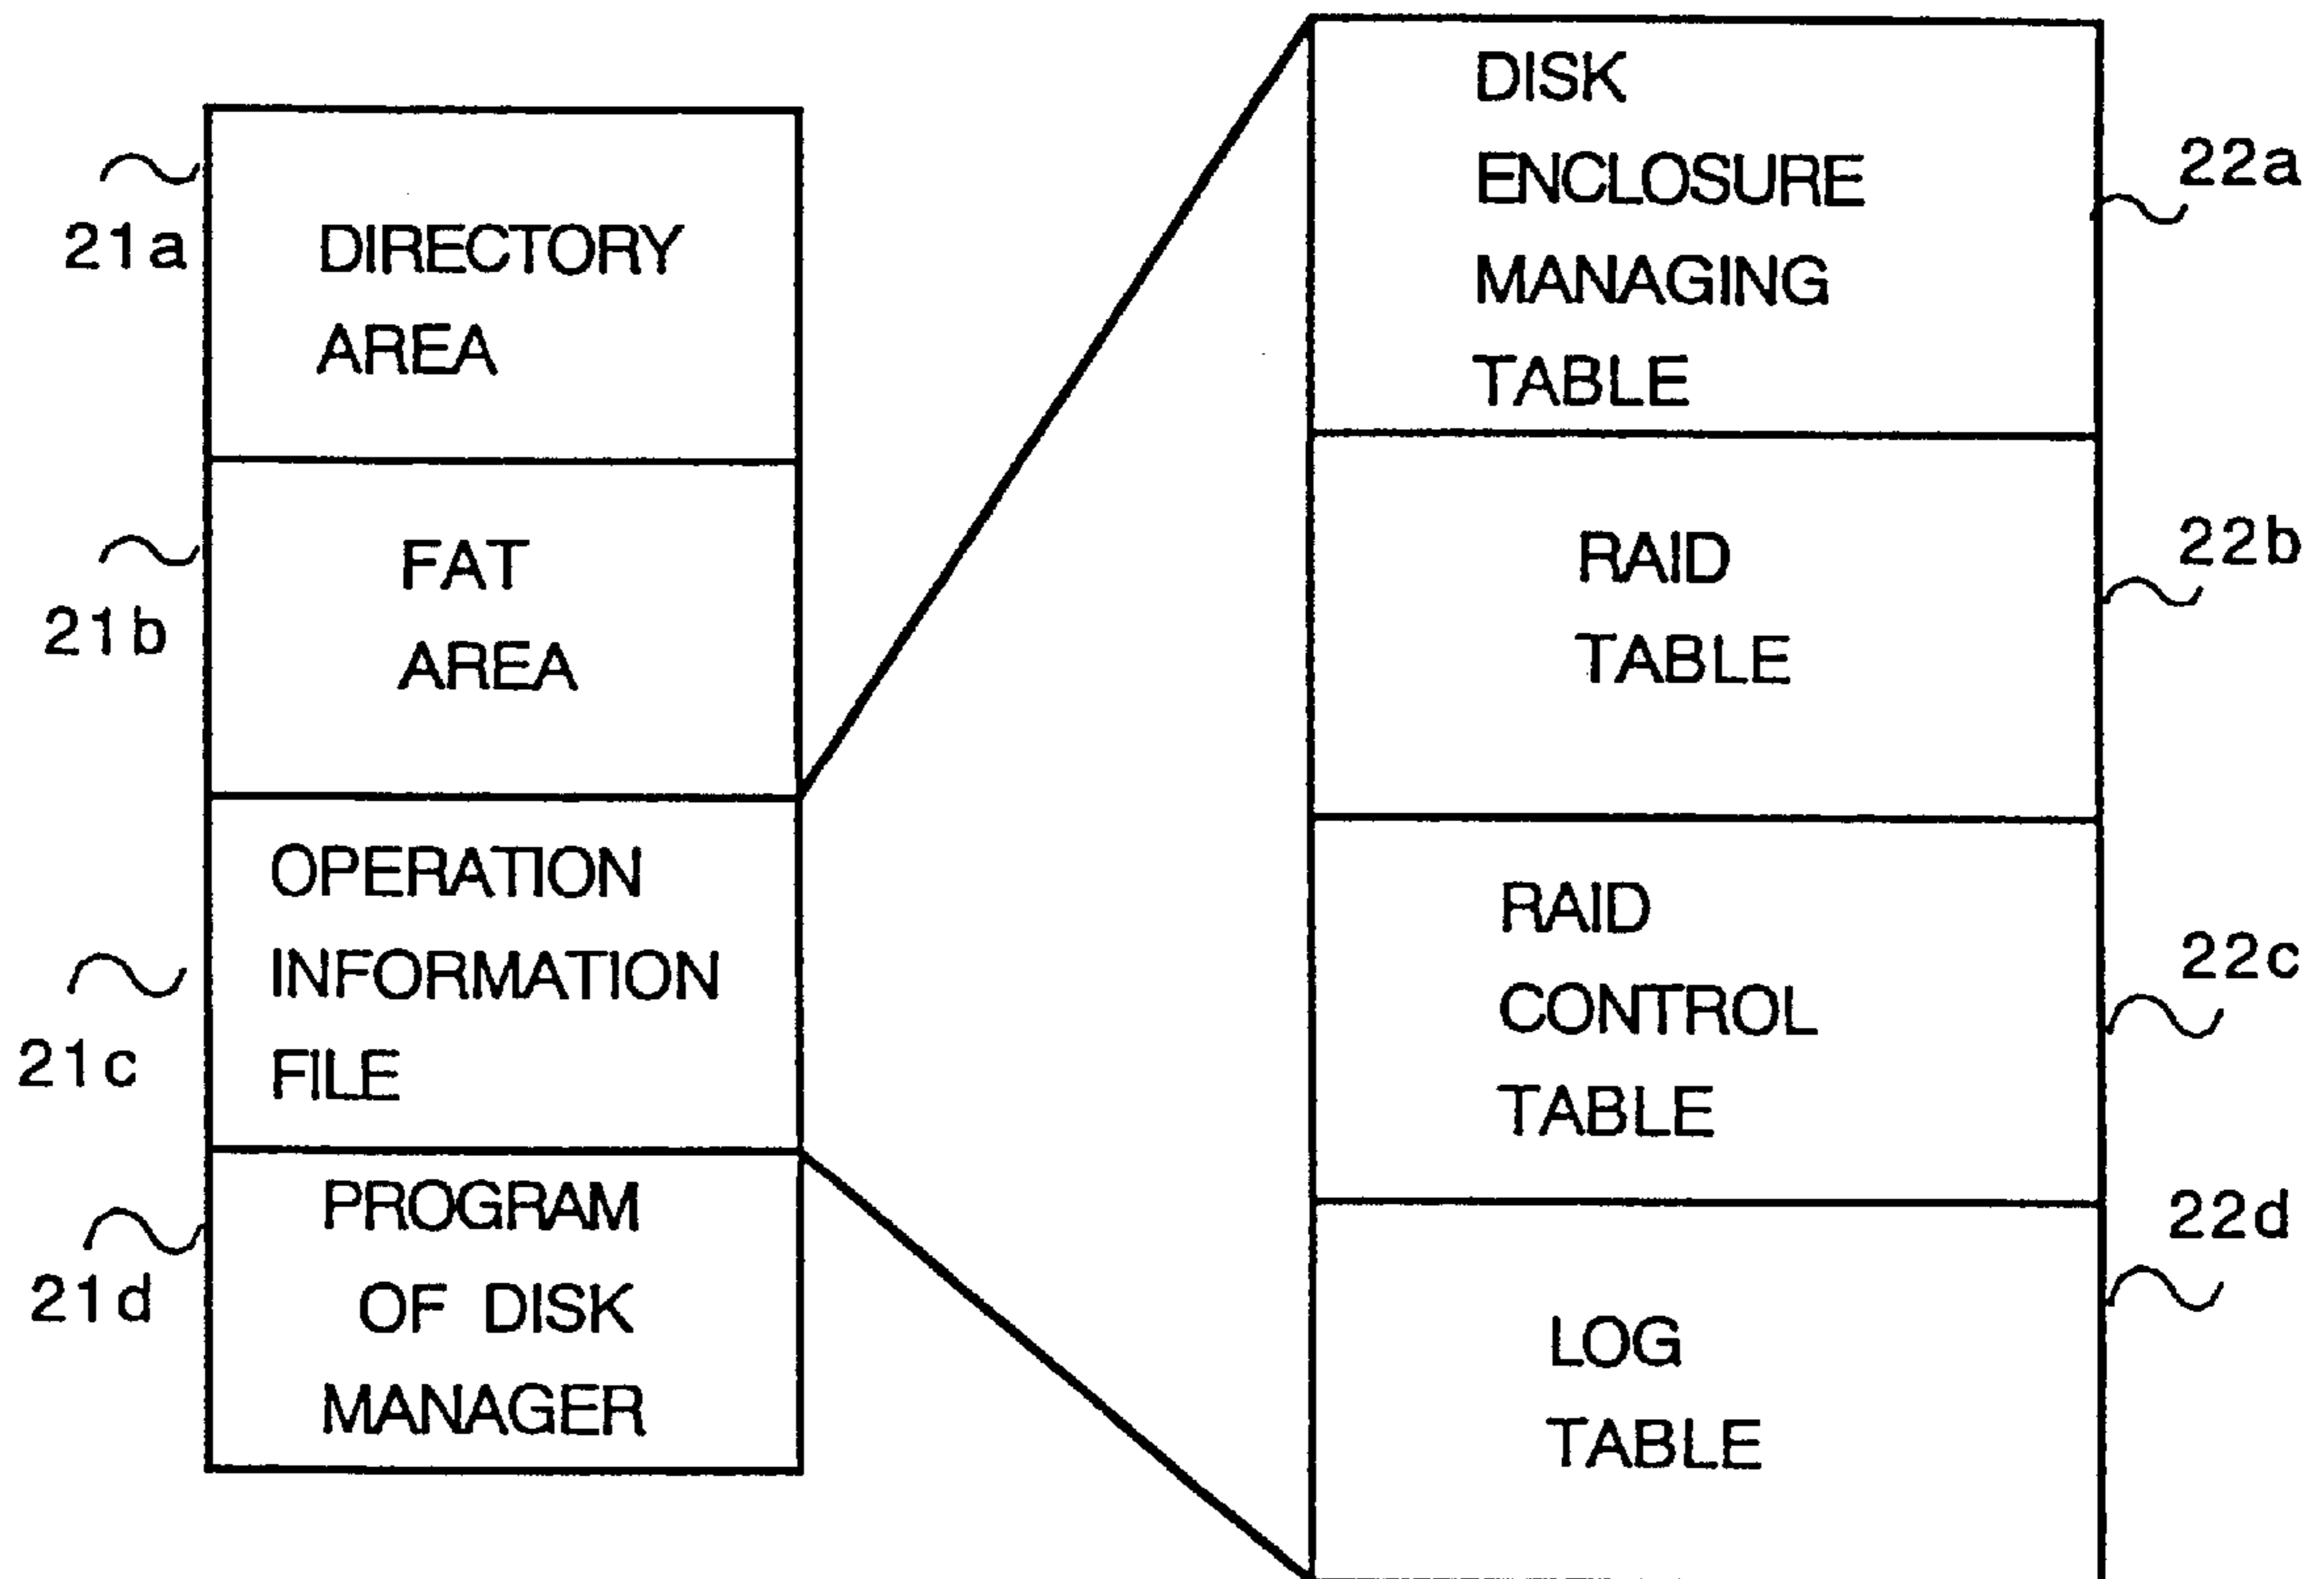 21a
DIRECTORY
AREA
21b
FAT
AREA
21c
OPERATION
INFORMATION
FILE
21d
PROGRAM
OF DISK
MANAGER
DISK
ENCLOSURE
MANAGING
TABLE
22a
RAID
TABLE
22b
RAID
CONTROL
TABLE
22c
LOG
TABLE
22d